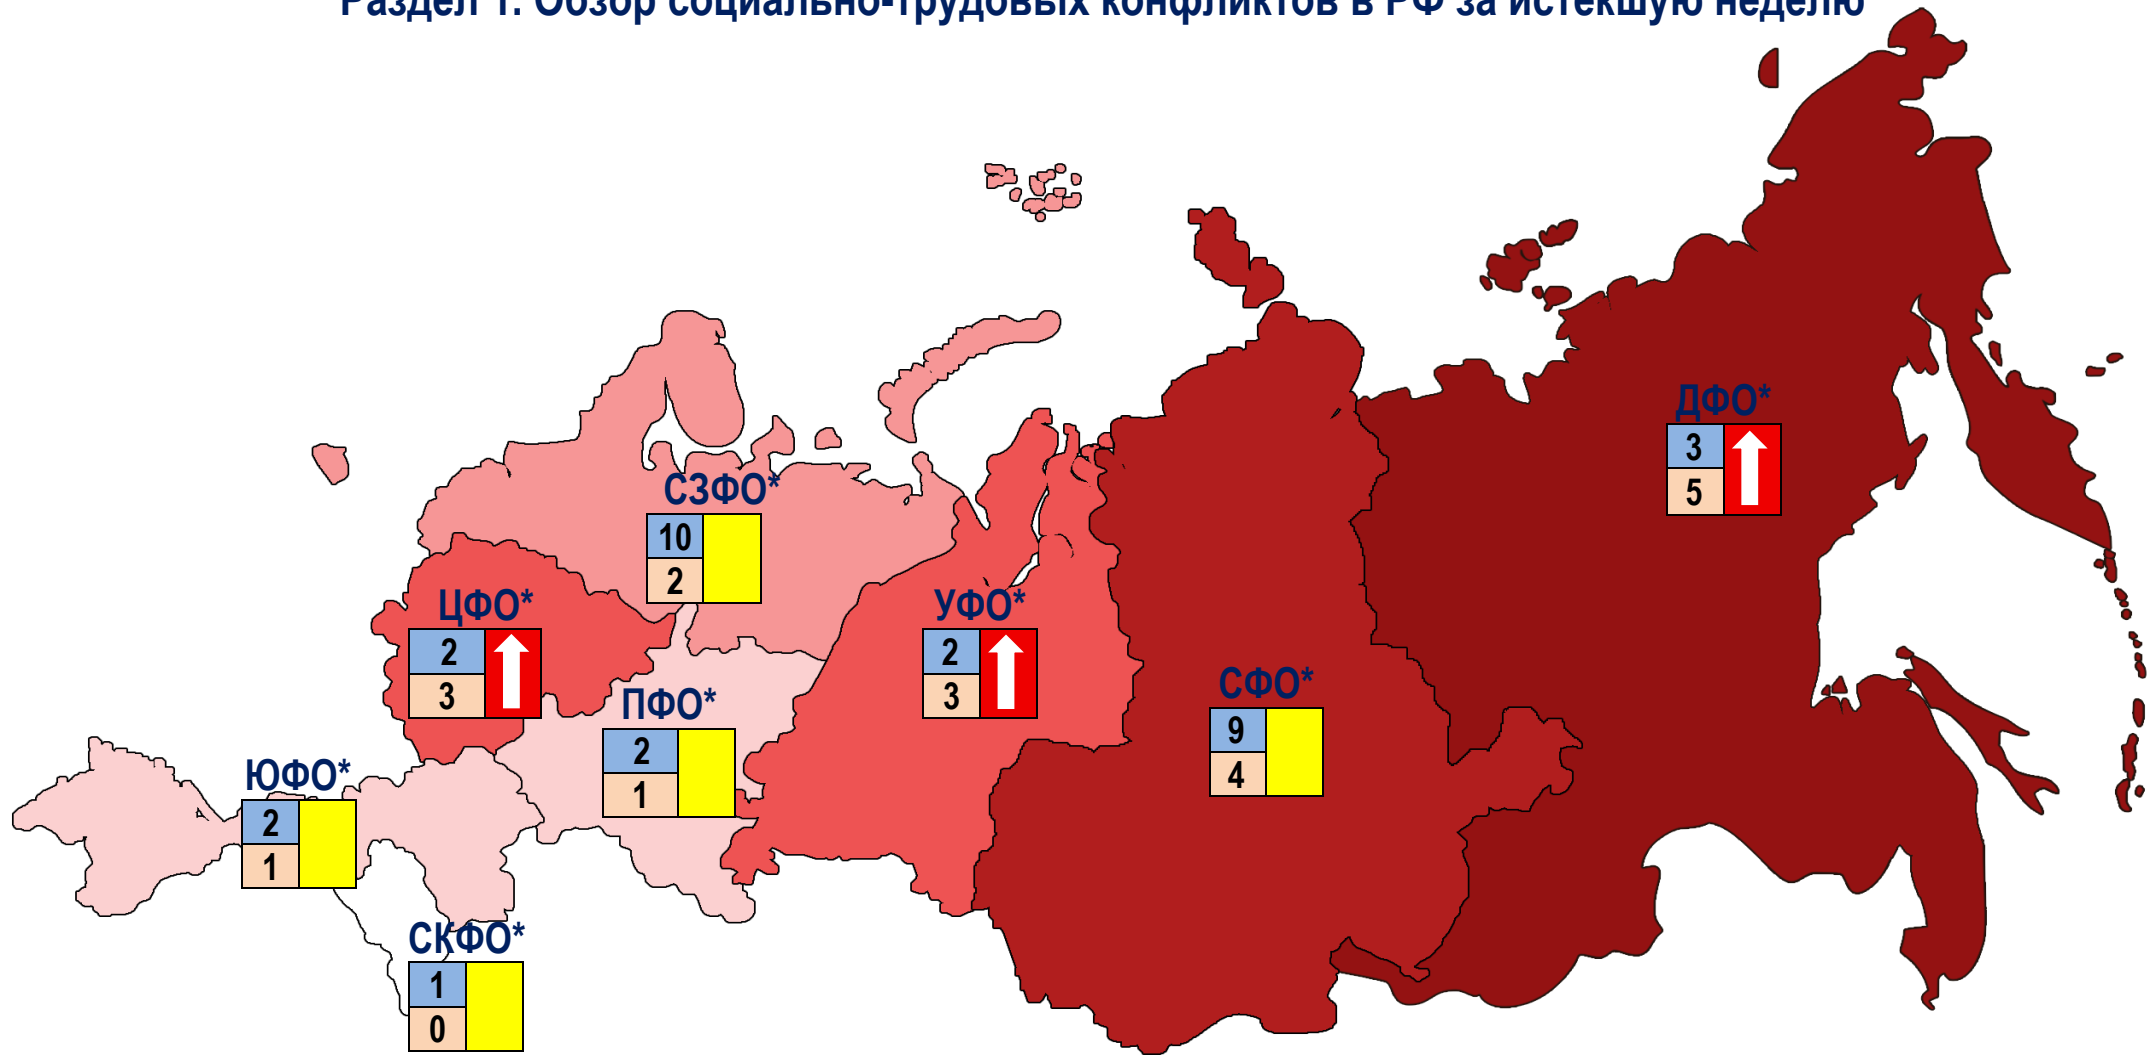 Раздел 1. Обзор социально-трудовых конфликтов в РФ за истекшую неделю
ДФО*
3
5
СЗФО*
10
2
ЦФО*
2
3
УФО*
2
3
СФО*
9
4
ПФО*
2
1
ЮФО*
2
1
СКФО*
1
0